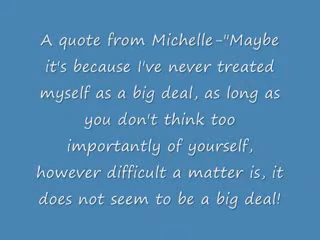 A quote from Michelle-"Maybe
it's because I've never treated
myself as a big deal, as long as
you don't think too
importantly of yourself,
however difficult a matter is, it
does not seem to be a big deal!